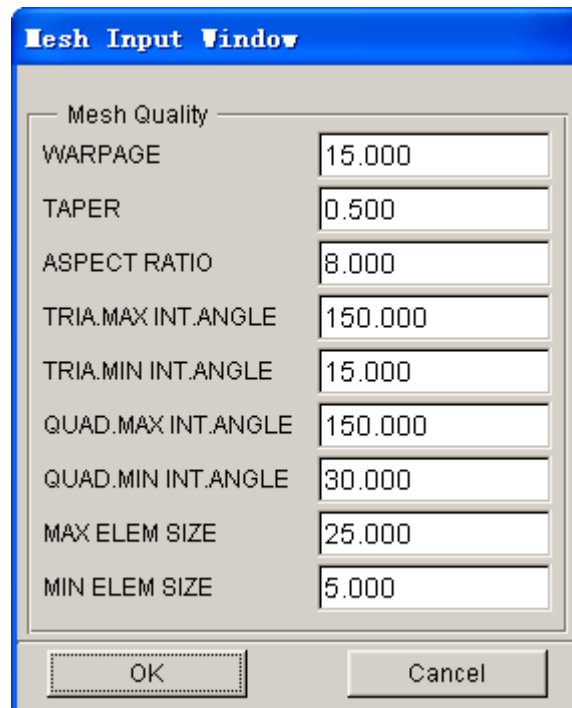 Mesh Input Window
Mesh Quality
WARPAGE 15.000
TAPER 0.500
ASPECT RATIO 8.000
TRIA.MAX INT.ANGLE 150.000
TRIA.MIN INT.ANGLE 15.000
QUAD.MAX INT.ANGLE 150.000
QUAD.MIN INT.ANGLE 30.000
MAX ELEM SIZE 25.000
MIN ELEM SIZE 5.000
OK Cancel